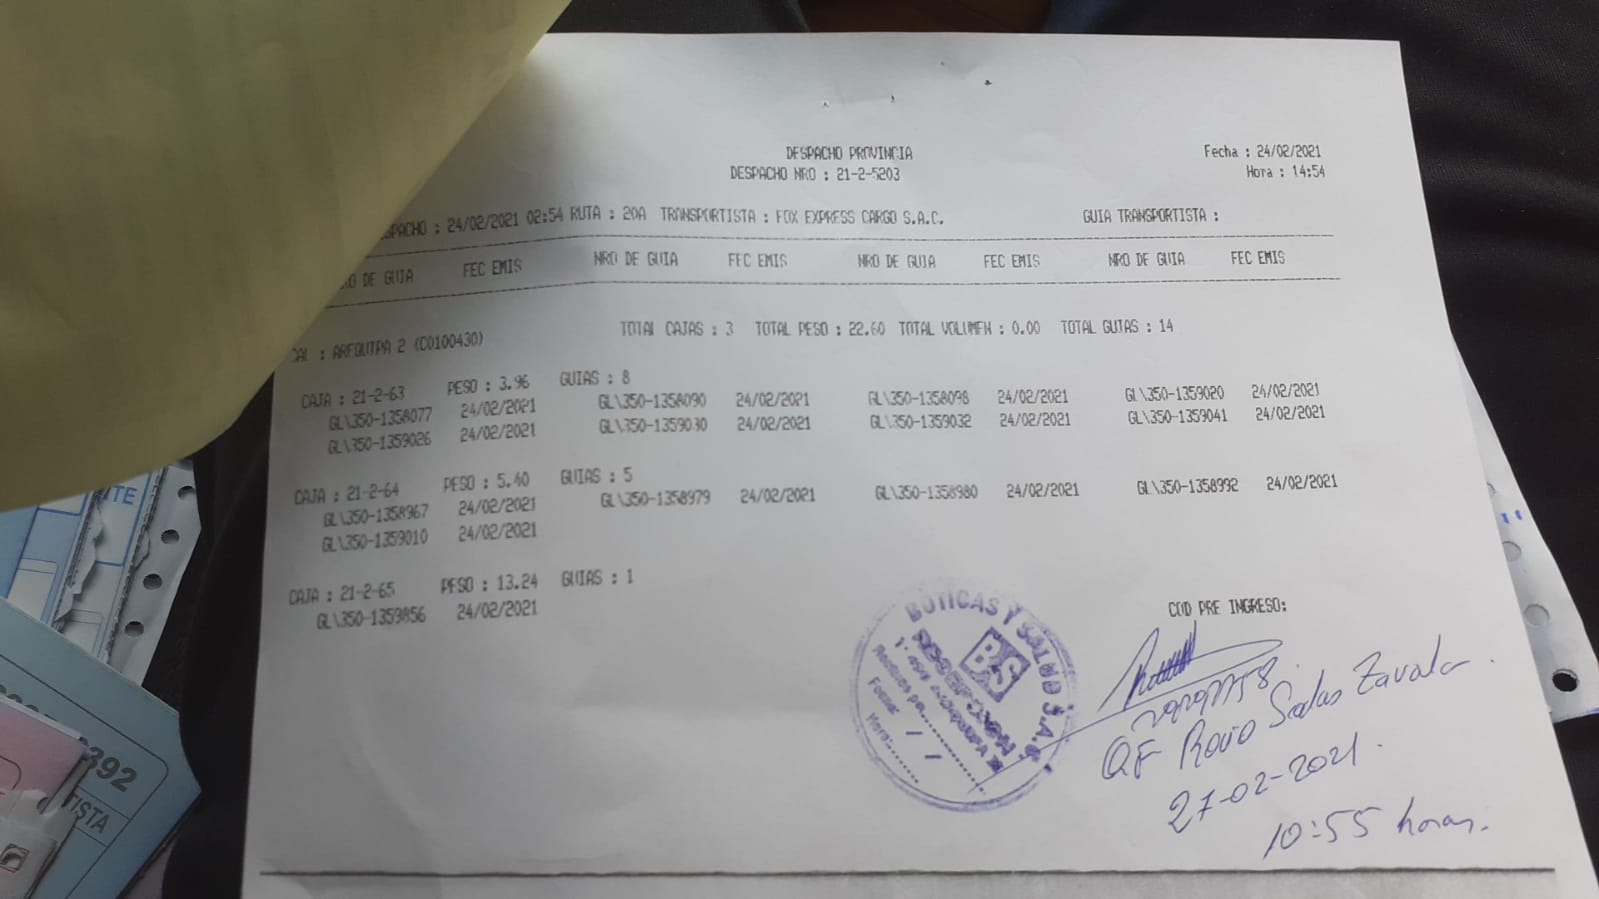 DESPACHO PROVINCIA
DESPACHO NRO : 21-2-5203
Fecha : 24/02/2021
Hora : 14:54
SPACHO : 24/02/2021 02:54 RUTA : 20A TRANSPORTISTA : FOX EXPRESS CARGO S.A.C. GUIA TRANSPORTISTA :
RO DE GUIA FEC EMIS NRO DE GUIA FEC EMIS NRO DE GUIA FEC EMIS NRO DE GUIA FEC EMIS
CAL : AREQUIPA 2 (C0100430) TOTAL CAJAS : 3 TOTAL PESO : 22.60 TOTAL VOLUMEN : 0.00 TOTAL GUIAS : 14
CAJA : 21-2-63 PESO : 3.96 GUIAS : 8
GL\350-1358077 24/02/2021 GL\350-1358090 24/02/2021 GL\350-1358098 24/02/2021 GL\350-1359020 24/02/2021
GL\350-1359026 24/02/2021 GL\350-1359030 24/02/2021 GL\350-1359032 24/02/2021 GL\350-1359041 24/02/2021
CAJA : 21-2-64 PESO : 5.40 GUIAS : 5
GL\350-1358967 24/02/2021 GL\350-1358979 24/02/2021 GL\350-1358980 24/02/2021 GL\350-1358992 24/02/2021
GL\350-1359010 24/02/2021
CAJA : 21-2-65 PESO : 13.24 GUIAS : 1
GL\350-1359856 24/02/2021
COD PRE INGRESO:
BOTICAS Y SALUD S.A.C.
BS
Fecha: / /
Hora:
QF Rocio Zavala
27-02-2021
10:55 horas.
392
TISTA